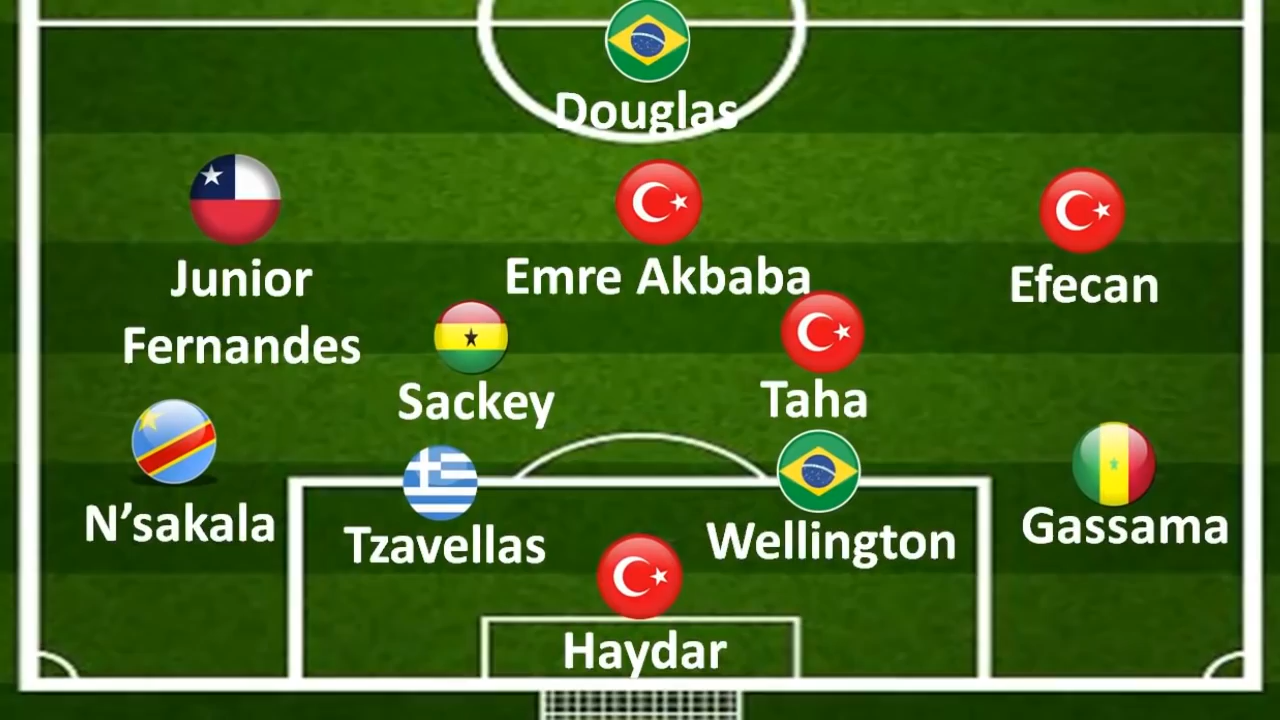 Douglas
Junior
Fernandes
Emre Akbaba
Efecan
Sackey
Taha
N’sakala
Tzavellas
Wellington
Gassama
Haydar